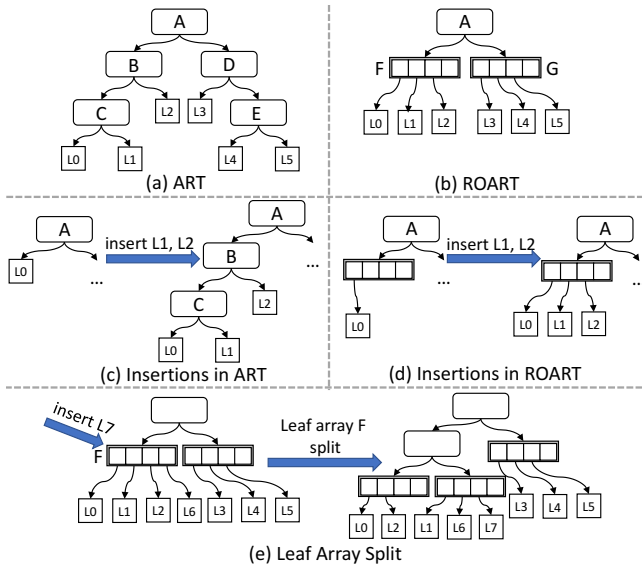 A
B
D
C
L2
L3
E
L0
L1
L4
L5
(a) ART
A
F
G
L0
L1
L2
L3
L4
L5
(b) ROART
A
L0
...
insert L1, L2
A
B
...
C
L2
L0
L1
(c) Insertions in ART
A
...
L0
insert L1, L2
A
..
L0
L1
L2
(d) Insertions in ROART
insert L7
F
L0
L1
L2
L6
L3
L4
L5
Leaf array F
split
L0
L2
L1
L6
L7
L3
L4
L5
(e) Leaf Array Split